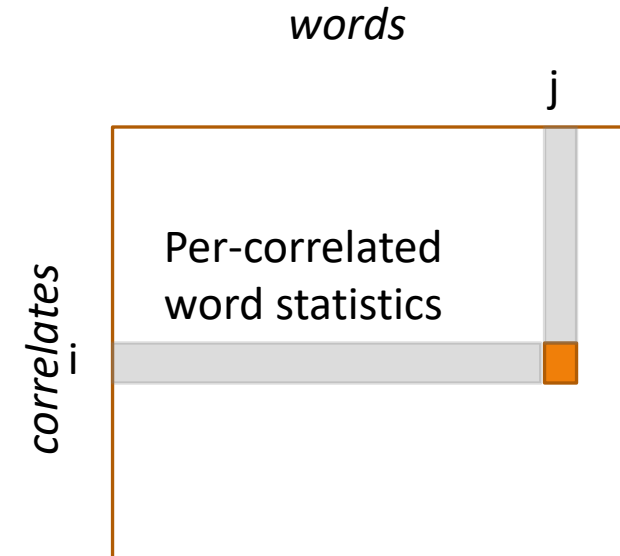 words
j
Per-correlated
word statistics
correlates
i